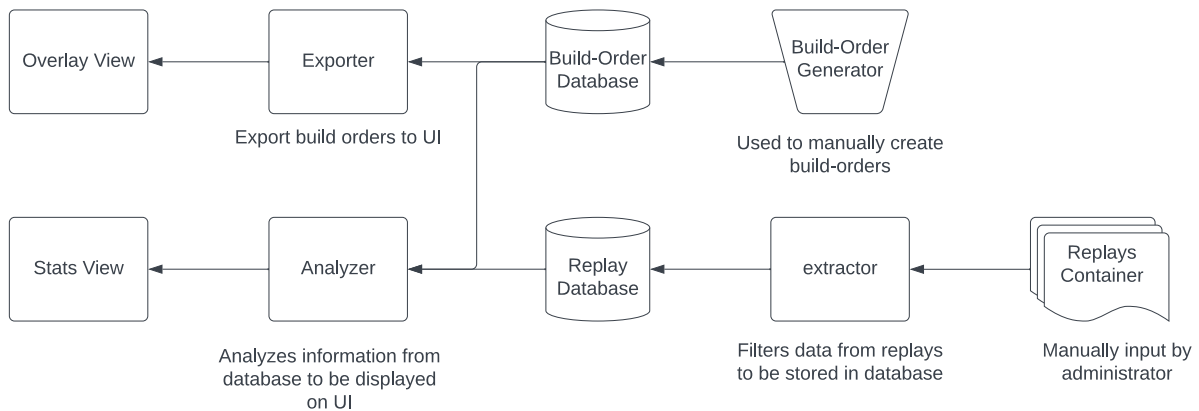 Overlay View
Exporter
Build-Order
Database
Build-Order
Generator
Export build orders to UI
Used to manually create
build-orders
Stats View
Analyzer
Replay
Database
extractor
Replays
Container
Analyzes information from
database to be displayed
on UI
Filters data from replays
to be stored in database
Manually input by
administrator